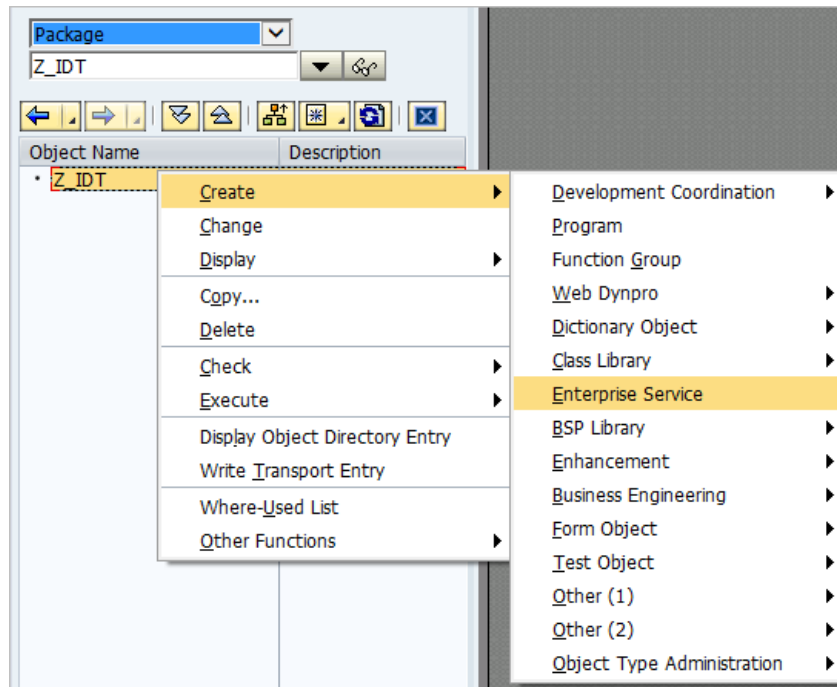 Package
Z_IDT
Object Name Description
Z_IDT
Create
Change
Display
Copy...
Delete
Check
Execute
Display Object Directory Entry
Write Transport Entry
Where-Used List
Other Functions
Development Coordination
Program
Function Group
Web Dynpro
Dictionary Object
Class Library
Enterprise Service
BSP Library
Enhancement
Business Engineering
Form Object
Test Object
Other (1)
Other (2)
Object Type Administration